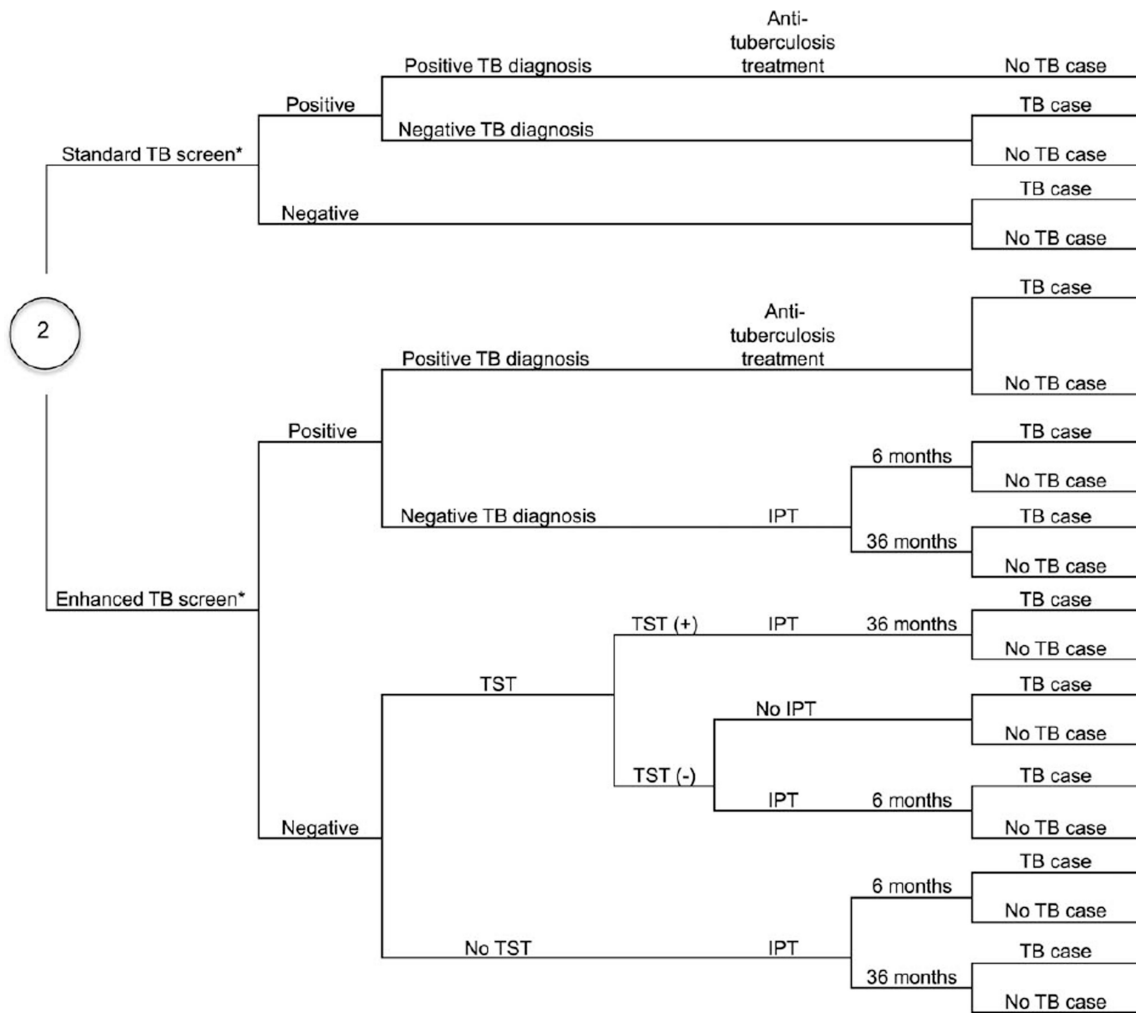 Anti-
tuberculosis
treatment
Positive TB diagnosis
No TB case
Positive
TB case
Negative TB diagnosis
No TB case
Standard TB screen*
TB case
Negative
No TB case
2
TB case
Anti-
tuberculosis
treatment
Positive TB diagnosis
No TB case
Positive
TB case
6 months
No TB case
Negative TB diagnosis
IPT
TB case
36 months
No TB case
Enhanced TB screen*
TB case
TST (+)
IPT
36 months
No TB case
TST
TB case
No IPT
No TB case
TST (-)
TB case
IPT
6 months
No TB case
Negative
TB case
6 months
No TB case
No TST
IPT
TB case
36 months
No TB case